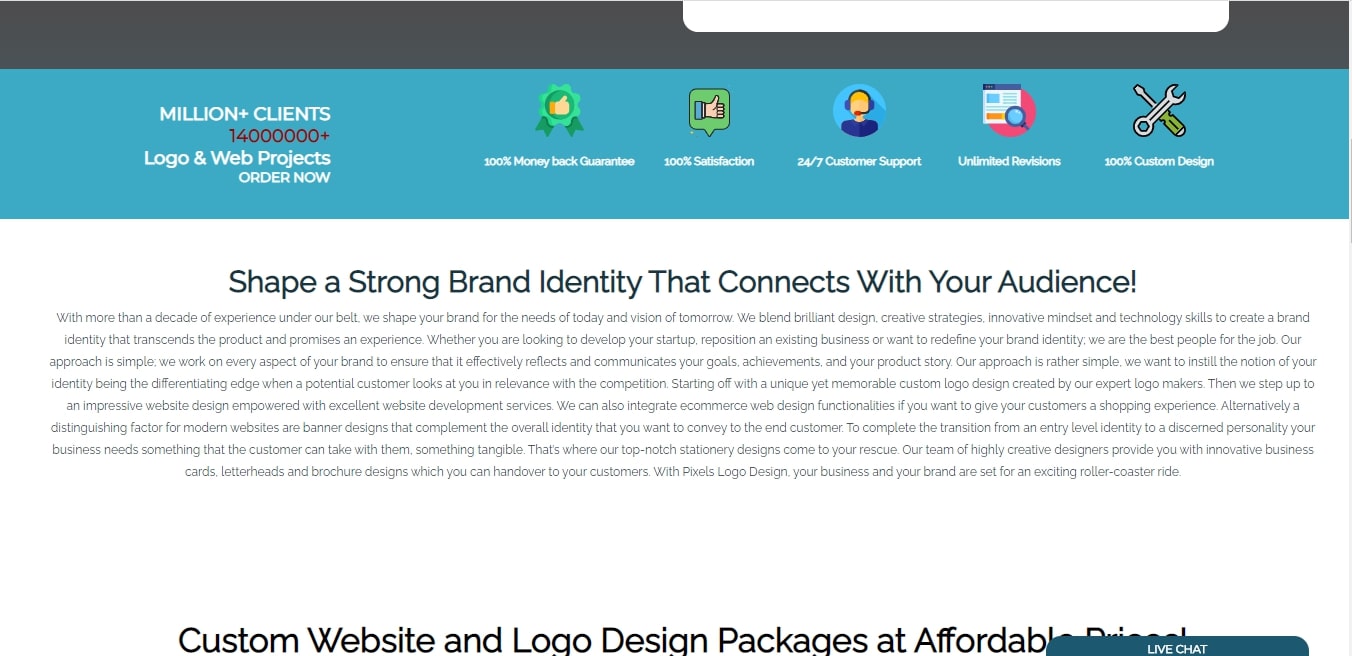 MILLION+ CLIENTS
14000000+
Logo & Web Projects
ORDER NOW
100% Money back Guarantee
100% Satisfaction
24/7 Customer Support
Unlimited Revisions
100% Custom Design
Shape a Strong Brand Identity That Connects With Your Audience!
With more than a decade of experience under our belt, we shape your brand for the needs of today and vision of tomorrow. We blend brilliant design, creative strategies, innovative mindset and technology skills to create a brand
identity that transcends the product and promises an experience. Whether you are looking to develop your startup, reposition an existing business or want to redefine your brand identity; we are the best people for the job. Our
approach is simple; we work on every aspect of your brand to ensure that it effectively reflects and communicates your goals, achievements, and your product story. Our approach is rather simple, we want to instill the notion of your
identity being the differentiating edge when a potential customer looks at you in relevance with the competition. Starting off with a unique yet memorable custom logo design created by our expert logo makers. Then we step up to
an impressive website design empowered with excellent website development services. We can also integrate ecommerce web design functionalities if you want to give your customers a shopping experience. Alternatively a
distinguishing factor for modern websites are banner designs that complement the overall identity that you want to convey to the end customer. To complete the transition from an entry level identity to a discerned personality your
business needs something that the customer can take with them, something tangible. That's where our top-notch stationery designs come to your rescue. Our team of highly creative designers provide you with innovative business
cards, letterheads and brochure designs which you can handover to your customers. With Pixels Logo Design, your business and your brand are set for an exciting roller-coaster ride.
Custom Website and Logo Design Packages at Affordable Prices!
LIVE CHAT